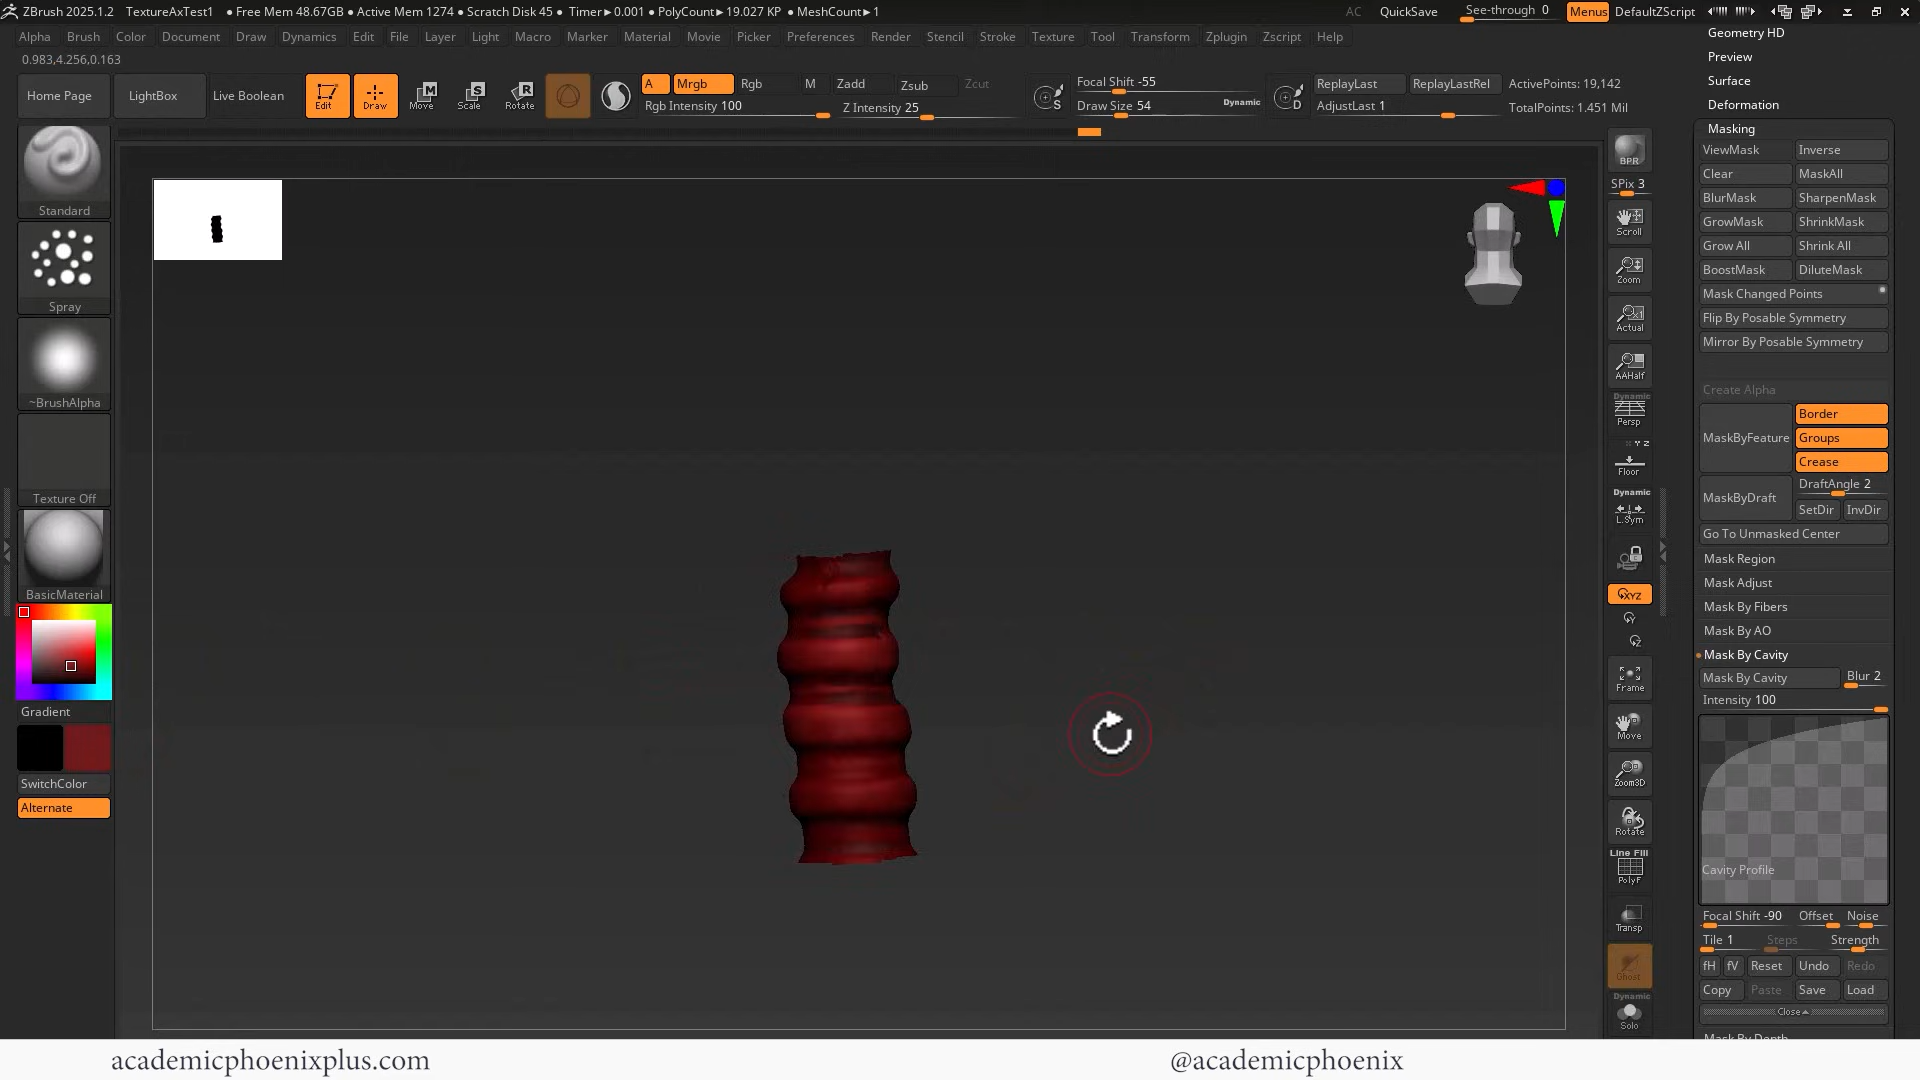 ZBrush 2025.1.2 TextureAxTest1 ● Free Mem 48.67GB ● Active Mem 1274 ● Scratch Disk 45 ● Timer►0.001 ● PolyCount► 19.027 KP ● MeshCount►1 AC QuickSave See-through 0 Menus DefaultZScript
Alpha Brush Color Document Draw Dynamics Edit File Layer Light Macro Marker Material Movie Picker Preferences Render Stencil Stroke Texture Tool Transform Zplugin Zscript Help
0.983,4.256,0.163
Home Page LightBox Live Boolean Edit Draw Move Scale Rotate
A Mrgb Rgb M Zadd Zsub Zcut
Rgb Intensity 100 Z Intensity 25
S Focal Shift -55
Draw Size 54 Dynamic
D ReplayLast ReplayLastRel ActivePoints: 19,142
AdjustLast 1 TotalPoints: 1.451 Mil
Standard
Spray
~BrushAlpha
Texture Off
BasicMaterial
Gradient
SwitchColor
Alternate
BPR
SPix 3
Scroll
Zoom
Actual
AAHalf
Dynamic
Persp
X Y Z
Floor
Dynamic
L.Sym
XYZ
Y
Z
Frame
Move
Zoom3D
Rotate
Line Fill
PolyF
Transp
Ghost
Dynamic
Solo
Geometry HD
Preview
Surface
Deformation
Masking
ViewMask Inverse
Clear MaskAll
BlurMask SharpenMask
GrowMask ShrinkMask
Grow All Shrink All
BoostMask DiluteMask
Mask Changed Points
Flip By Posable Symmetry
Mirror By Posable Symmetry
Create Alpha
MaskByFeature Border
Groups
Crease
MaskByDraft DraftAngle 2
SetDir InvDir
Go To Unmasked Center
Mask Region
Mask Adjust
Mask By Fibers
Mask By AO
Mask By Cavity
Mask By Cavity Blur 2
Intensity 100
Cavity Profile
Focal Shift -90 Offset Noise
Tile 1 Steps Strength
fH fV Reset Undo Redo
Copy Paste Save Load
Close
Mask By Depth
academicphoenixplus.com @academicphoenix